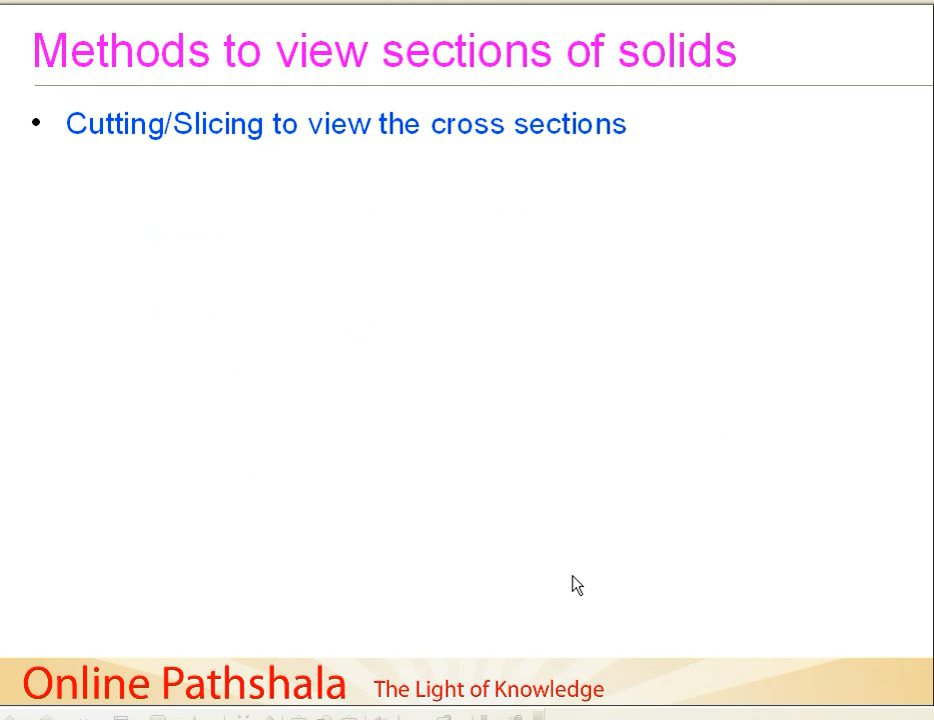 Methods to view sections of solids
• Cutting/Slicing to view the cross sections
Online Pathshala The Light of Knowledge